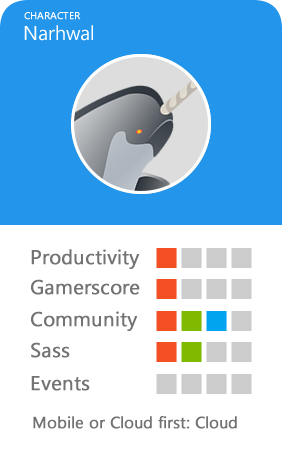 CHARACTER
Narhwal
Productivity
Gamerscore
Community
Sass
Events
Mobile or Cloud first: Cloud